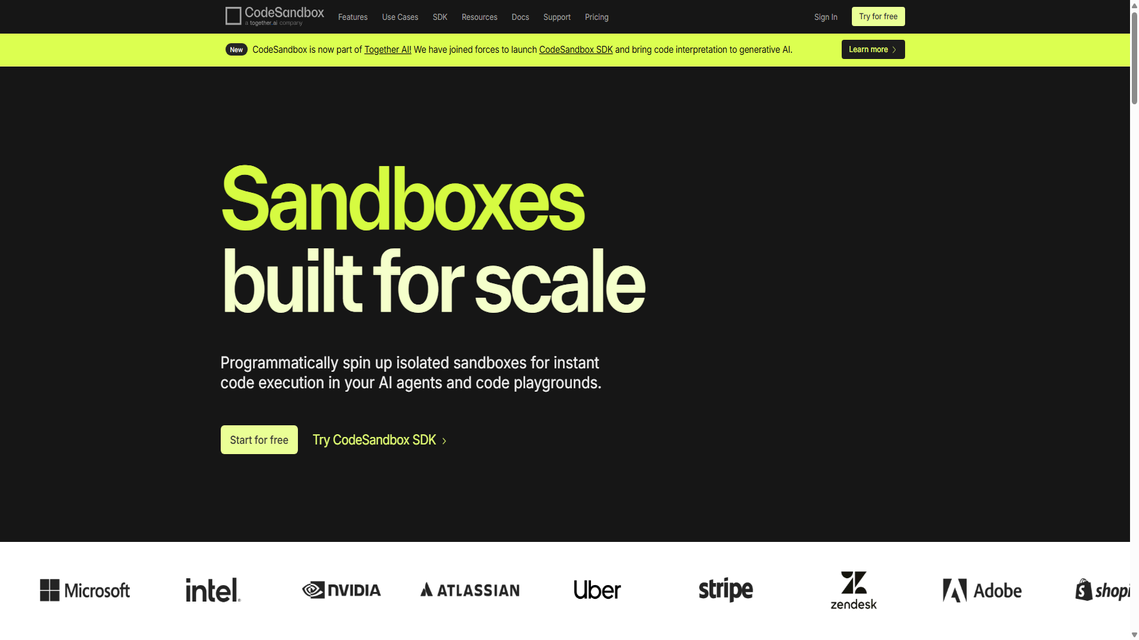 CodeSandbox
a together.ai company
Features Use Cases SDK Resources Docs Support Pricing
Sign In Try for free
New CodeSandbox is now part of Together AI! We have joined forces to launch CodeSandbox SDK and bring code interpretation to generative AI. Learn more
Sandboxes
built for scale
Programmatically spin up isolated sandboxes for instant
code execution in your AI agents and code playgrounds.
Start for free Try CodeSandbox SDK
Microsoft intel. NVIDIA ATLASSIAN Uber stripe zendesk Adobe shopi